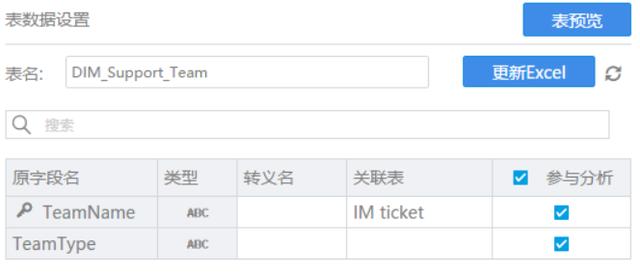 表数据设置 表预览
表名: DIM_Support_Team 更新Excel
搜索
原字段名 类型 转义名 关联表 参与分析
TeamName ABC IM ticket
TeamType ABC